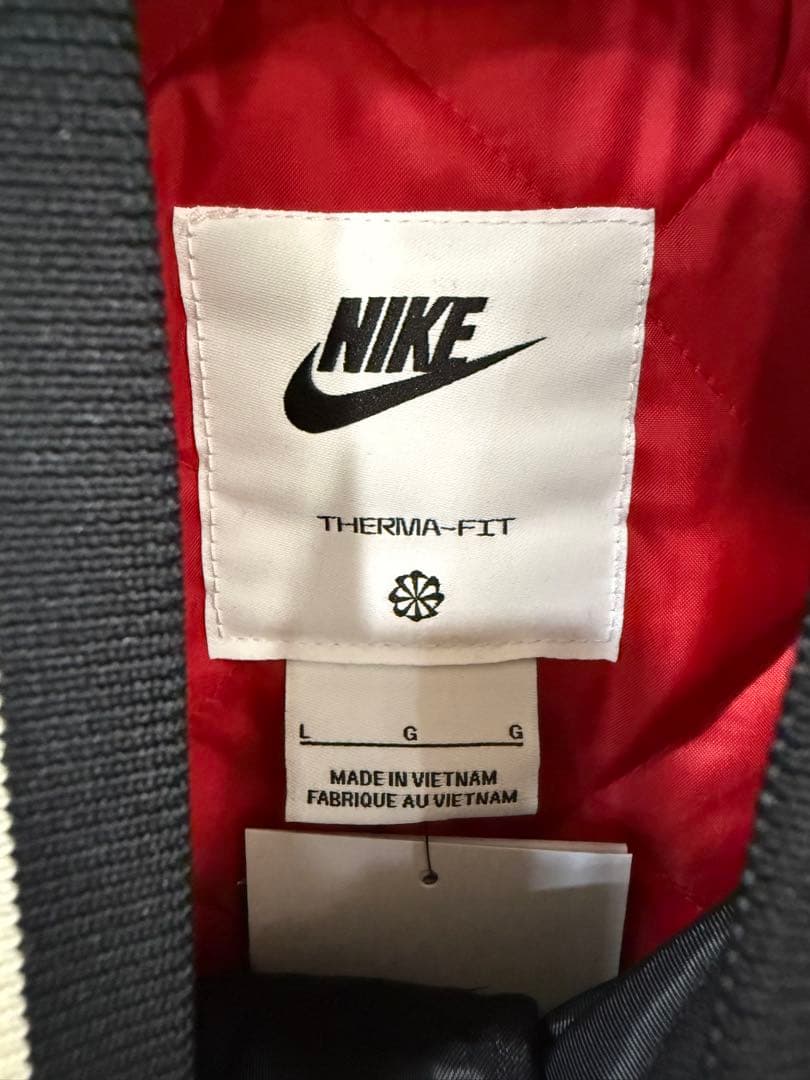 NIKE
THERMA-FIT
L G G
MADE IN VIETNAM
FABRIQUE AU VIETNAM